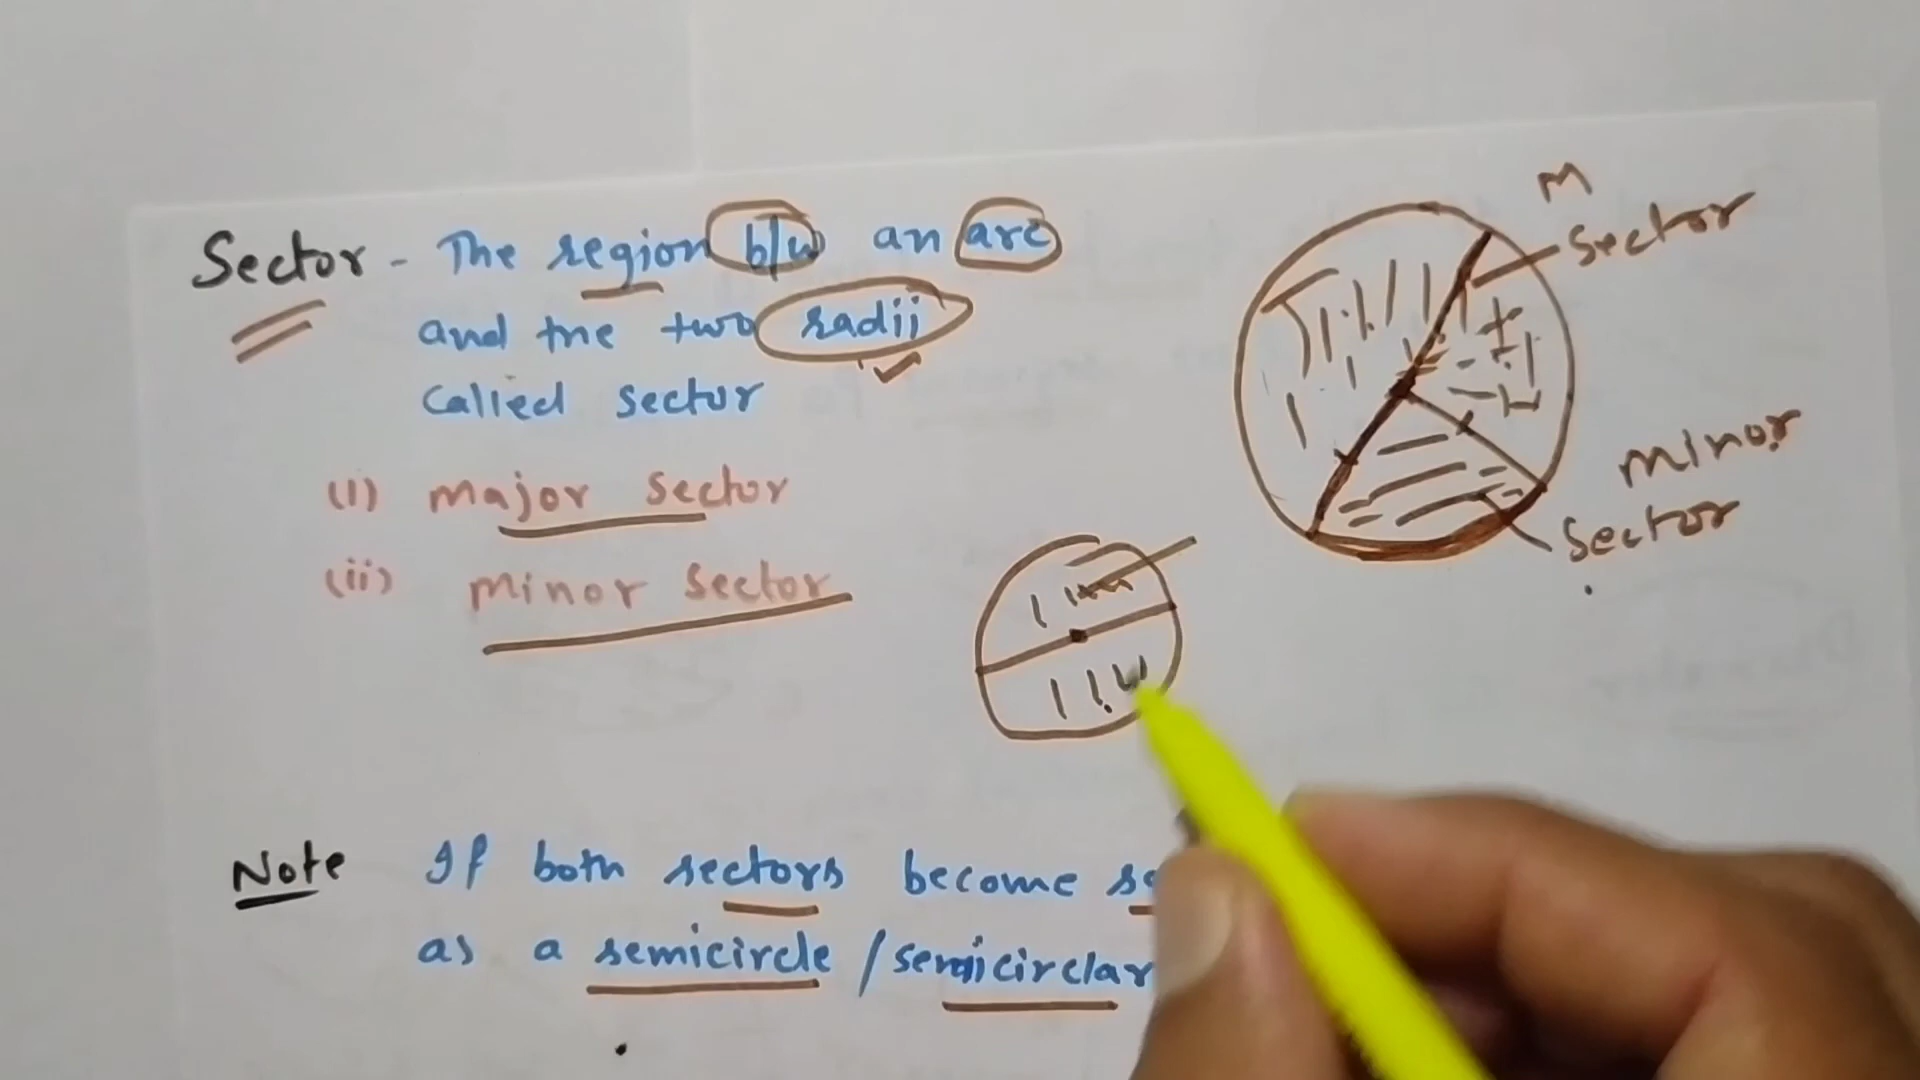 Sector - The region b/w an arc
and the two radii
called sector
(i) Major Sector
(ii) Minor Sector
M
Sector
Minor
Sector
Note If both sectors become
as a semicircle / semicirclar